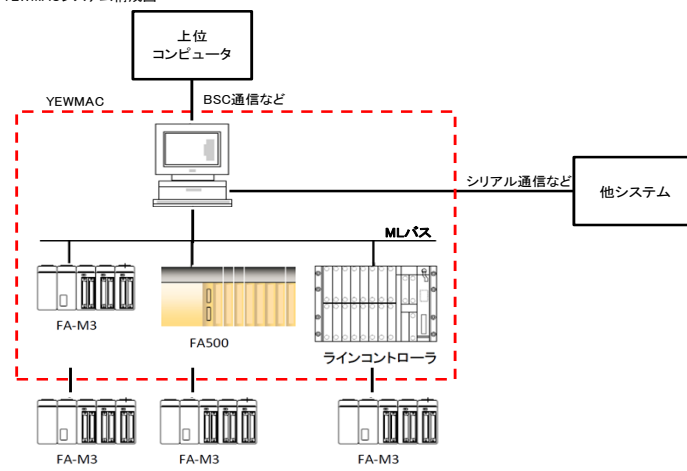 上位
コンピュータ
YEWMAC
BSC通信など
シリアル通信など
他システム
MLバス
FA-M3
FA500
ラインコントローラ
FA-M3
FA-M3
FA-M3